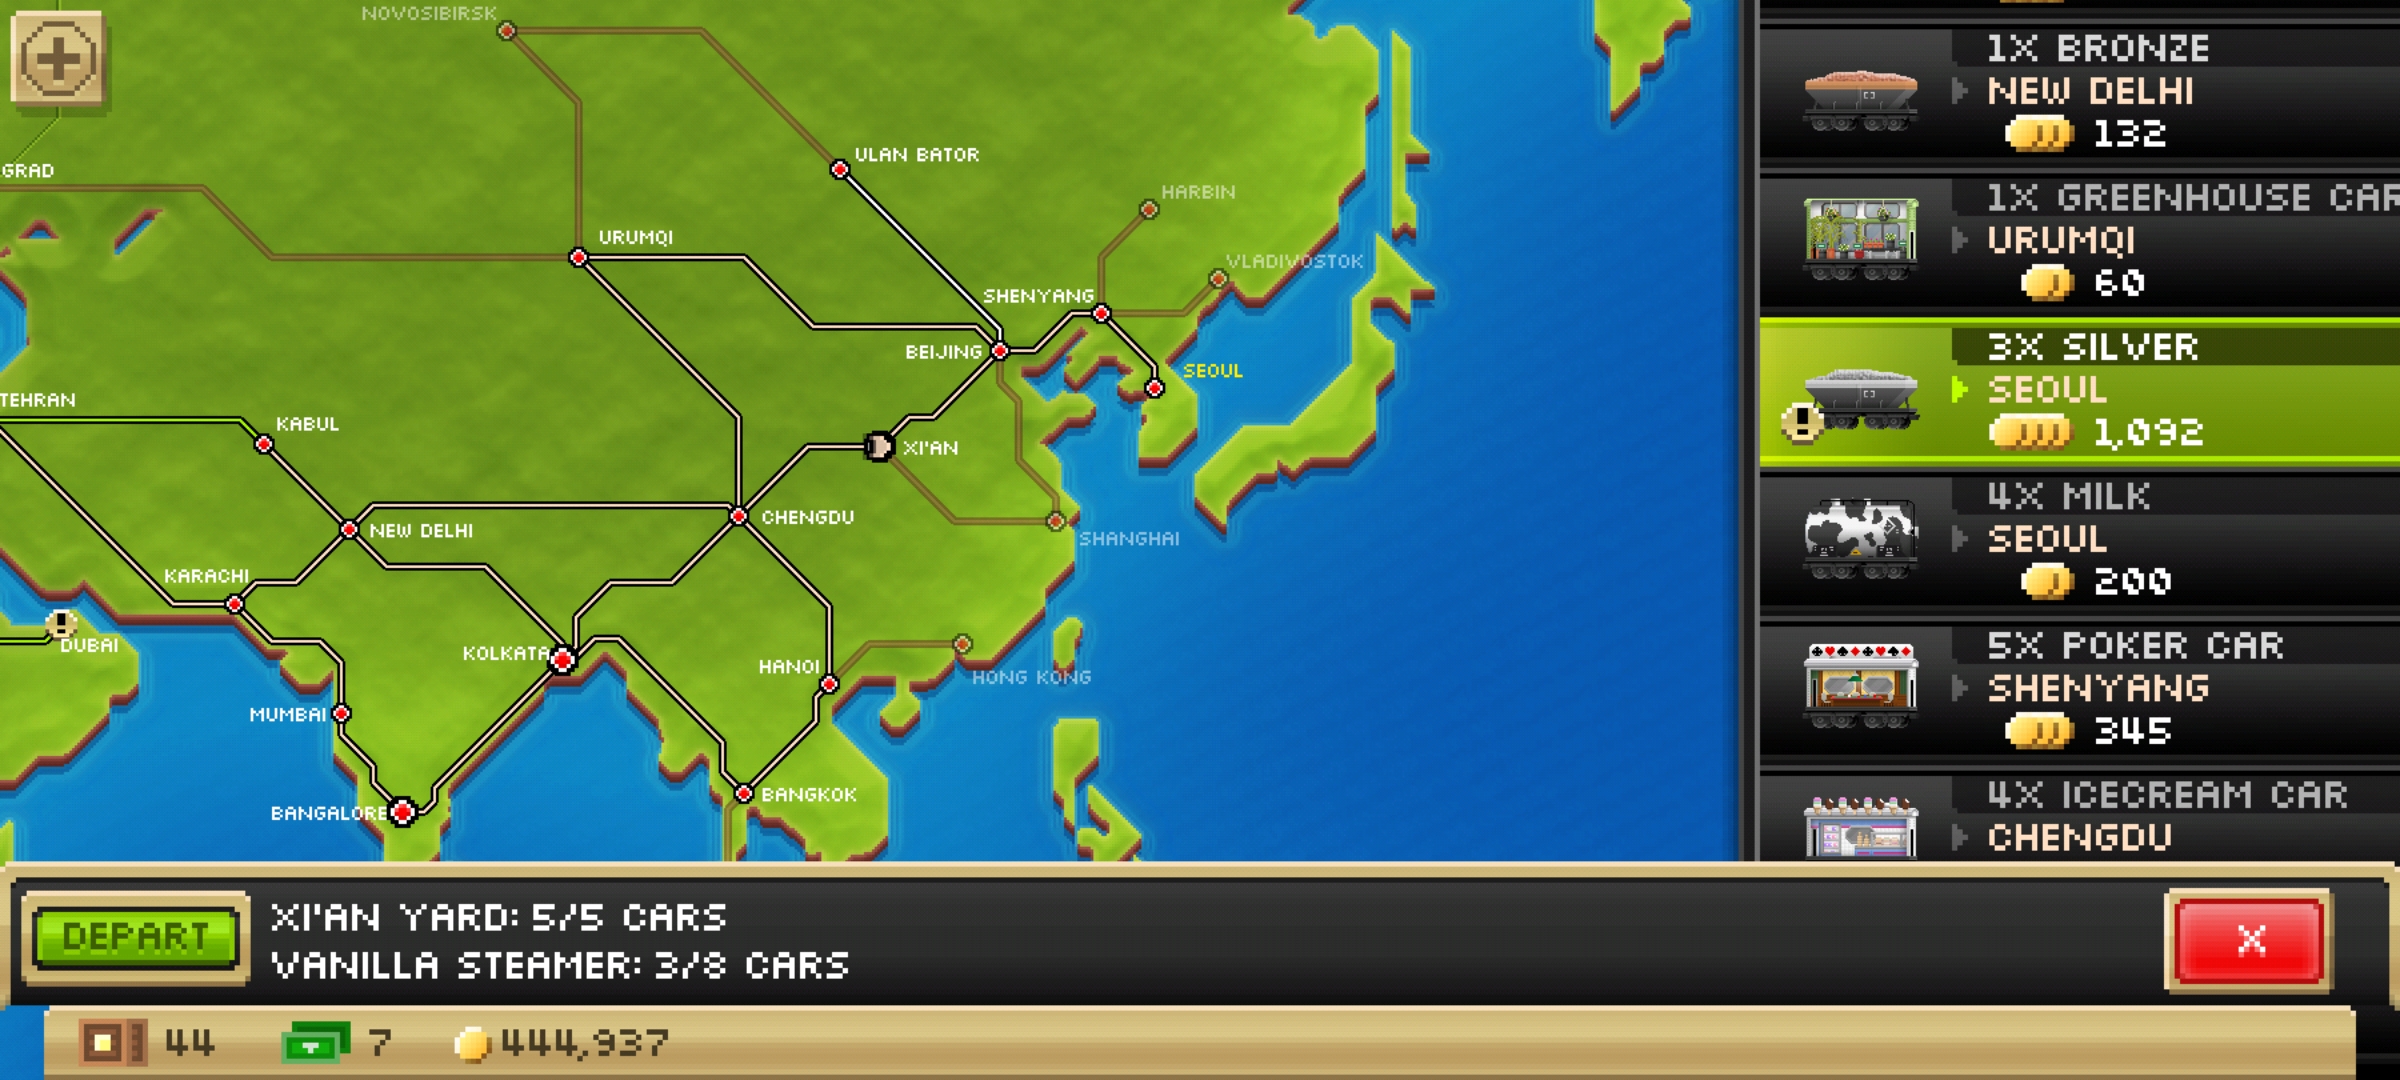 NOVOSIBIRSK
ULAN BATOR
GRAD
HARBIN
URUMQI
VLADIVOSTOK
SHENYANG
BEIJING
SEOUL
TEHRAN
KABUL
XI'AN
NEW DELHI
CHENGDU
SHANGHAI
KARACHI
DUBAI
KOLKATA
HANOI
HONG KONG
MUMBAI
BANGKOK
BANGALORE
1X BRONZE
NEW DELHI
132
1X GREENHOUSE CAR
URUMQI
60
3X SILVER
SEOUL
1,092
4X MILK
SEOUL
200
5X POKER CAR
SHENYANG
345
4X ICECREAM CAR
CHENGDU
DEPART
XI'AN YARD: 5/5 CARS
VANILLA STEAMER: 3/8 CARS
X
44
7
444,937